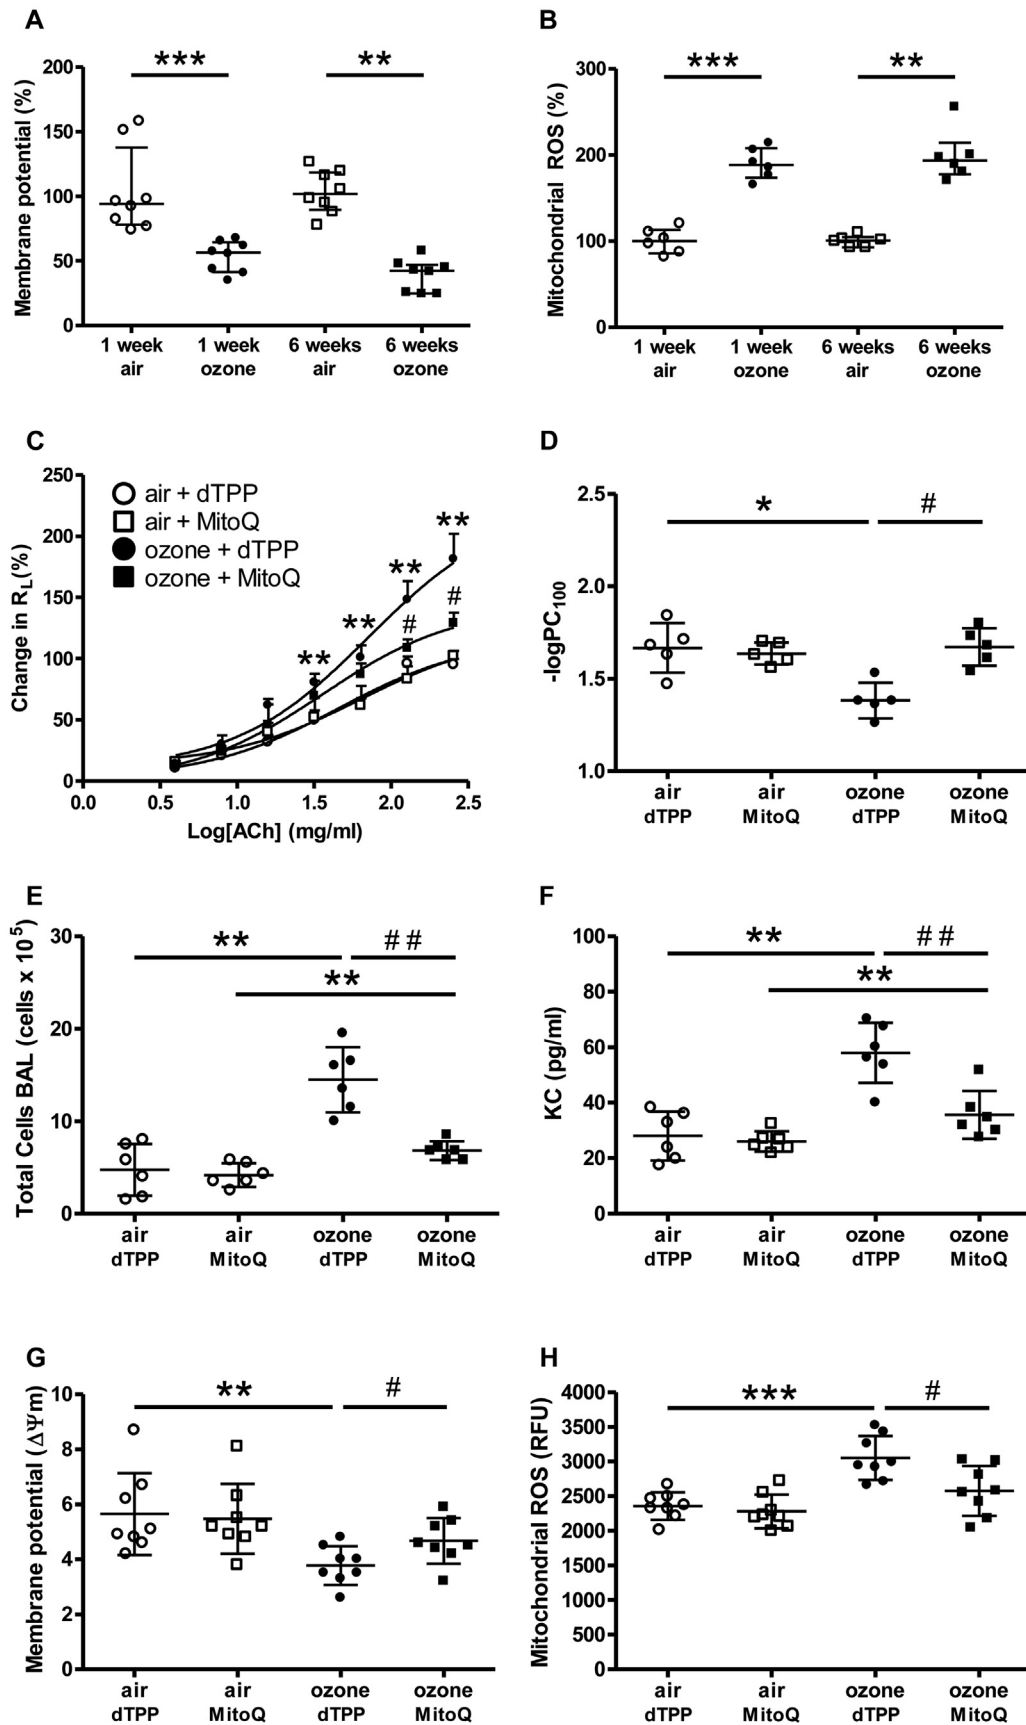 A
Membrane potential (%)
200
150
100
50
0
***
**
1 week
air
1 week
ozone
6 weeks
air
6 weeks
ozone
B
Mitochondrial ROS (%)
300
200
100
0
***
**
1 week
air
1 week
ozone
6 weeks
air
6 weeks
ozone
C
Change in RL(%)
250
200
150
100
50
0
air + dTPP
air + MitoQ
ozone + dTPP
ozone + MitoQ
**
**
**
**
#
#
0.0 0.5 1.0 1.5 2.0 2.5
Log[ACh] (mg/ml)
D
-logPC100
2.5
2.0
1.5
1.0
*
#
air
dTPP
air
MitoQ
ozone
dTPP
ozone
MitoQ
E
Total Cells BAL (cells x 10^5)
30
20
10
0
**
##
**
air
dTPP
air
MitoQ
ozone
dTPP
ozone
MitoQ
F
KC (pg/ml)
100
80
60
40
20
0
**
##
**
air
dTPP
air
MitoQ
ozone
dTPP
ozone
MitoQ
G
Membrane potential (ΔΨm)
10
8
6
4
2
0
**
#
air
dTPP
air
MitoQ
ozone
dTPP
ozone
MitoQ
H
Mitochondrial ROS (RFU)
4000
3500
3000
2500
2000
1500
1000
500
0
***
#
air
dTPP
air
MitoQ
ozone
dTPP
ozone
MitoQ